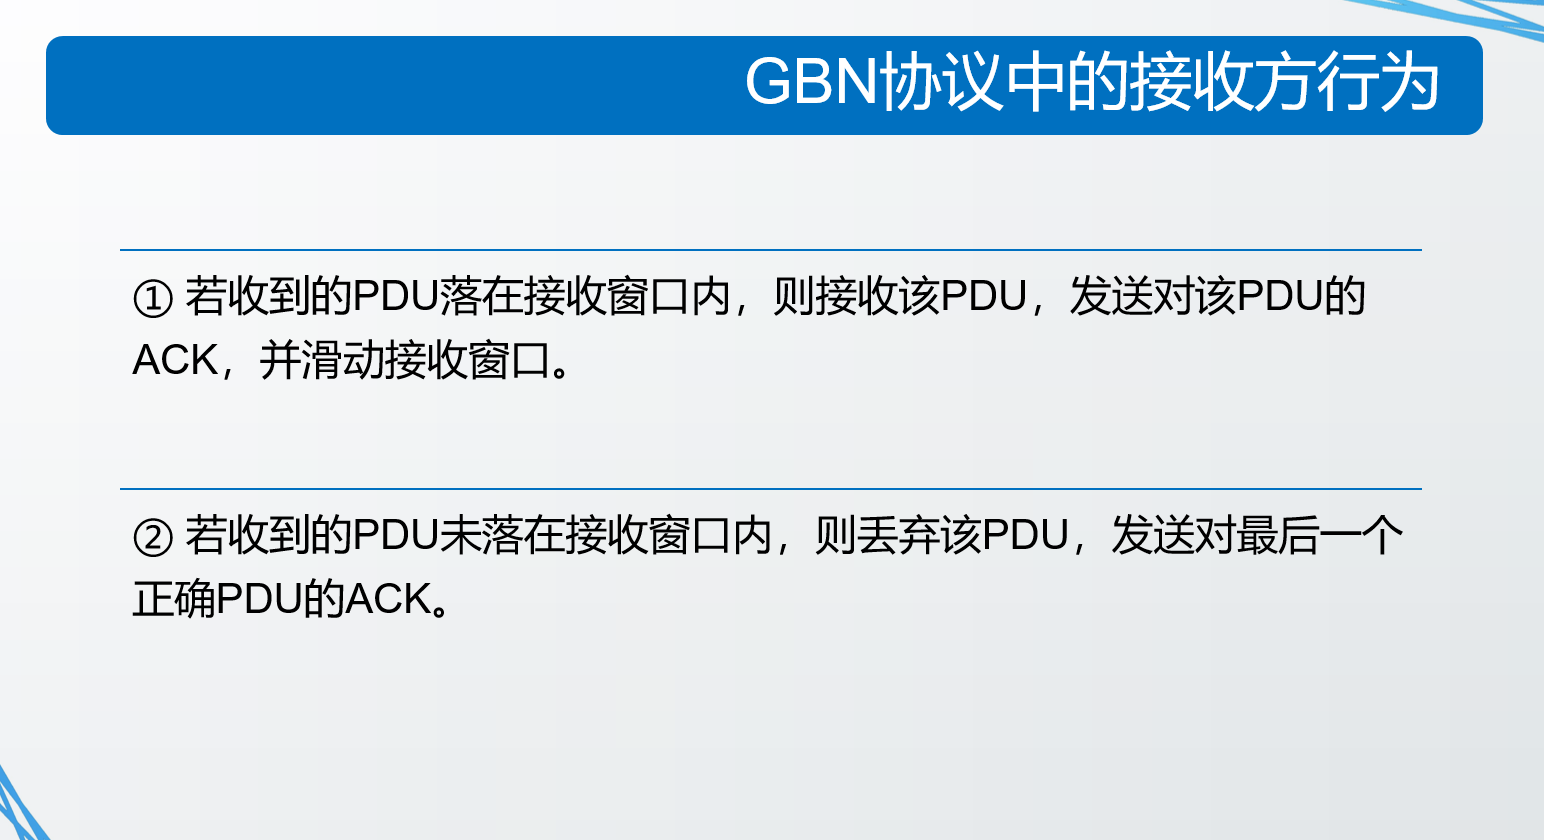 GBN协议中的接收方行为
① 若收到的PDU落在接收窗口内，则接收该PDU，发送对该PDU的
ACK，并滑动接收窗口。
② 若收到的PDU未落在接收窗口内，则丢弃该PDU，发送对最后一个
正确PDU的ACK。